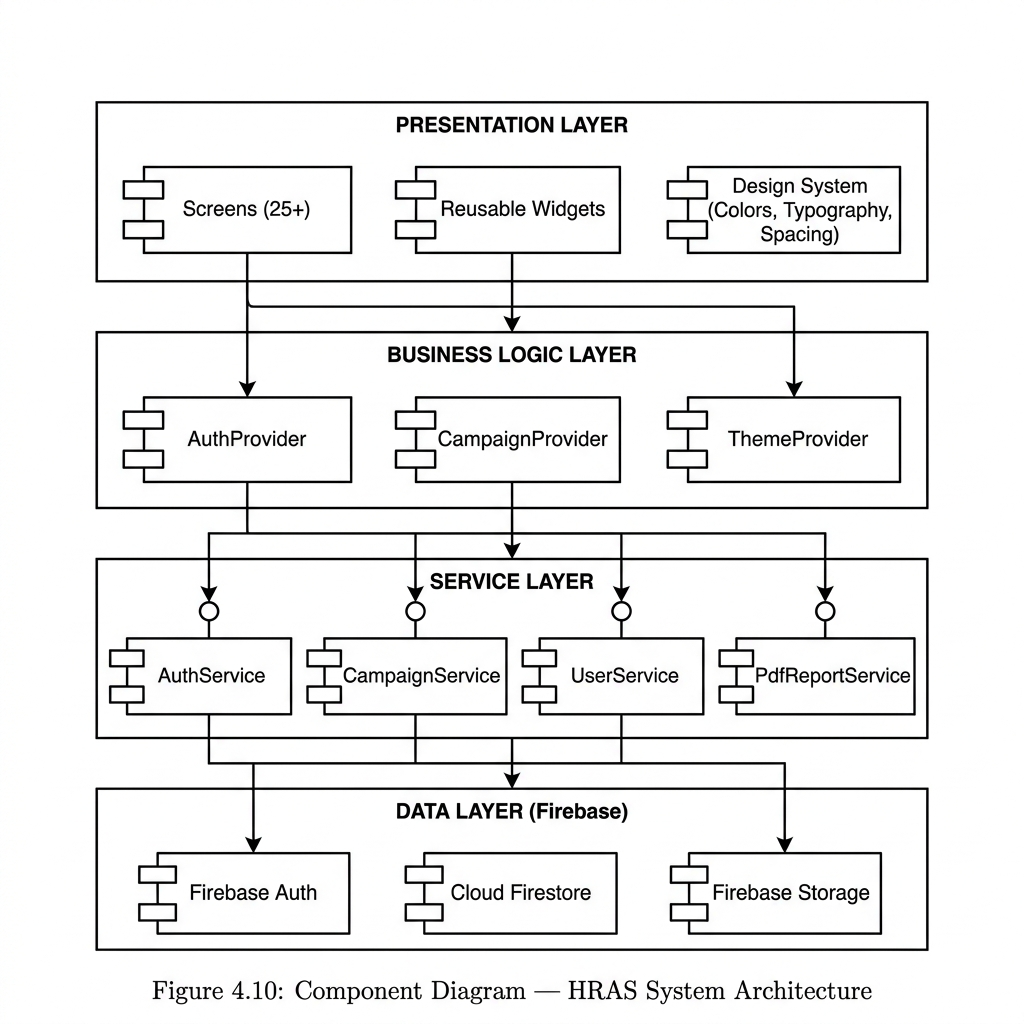 PRESENTATION LAYER
Screens (25+)
Reusable Widgets
Design System
(Colors, Typography,
Spacing)
BUSINESS LOGIC LAYER
AuthProvider
CampaignProvider
ThemeProvider
SERVICE LAYER
AuthService
CampaignService
UserService
PdfReportService
DATA LAYER (Firebase)
Firebase Auth
Cloud Firestore
Firebase Storage
Figure 4.10: Component Diagram — HRAS System Architecture